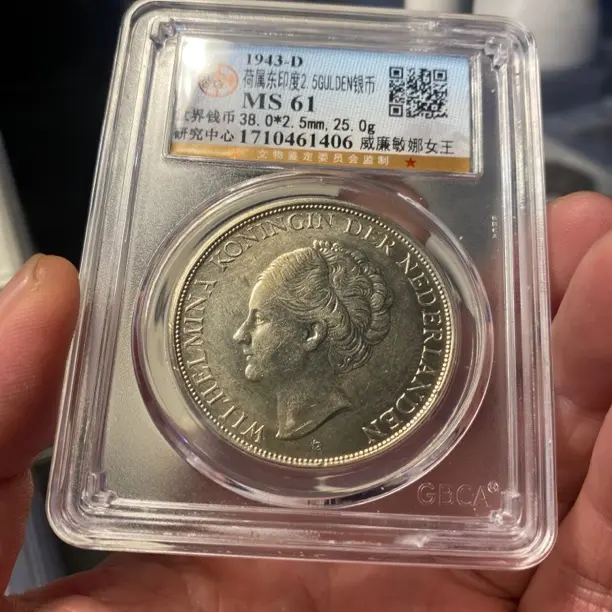 1943-D
荷属东印度2.5GULDEN银币
MS 61
世界钱币 38.0*2.5mm,25.0g
研究中心 1710461406 威廉敏娜女王
文物鉴定委员会监制
WILHELMINA KONINGIN DER NEDERLANDEN
GBCA®